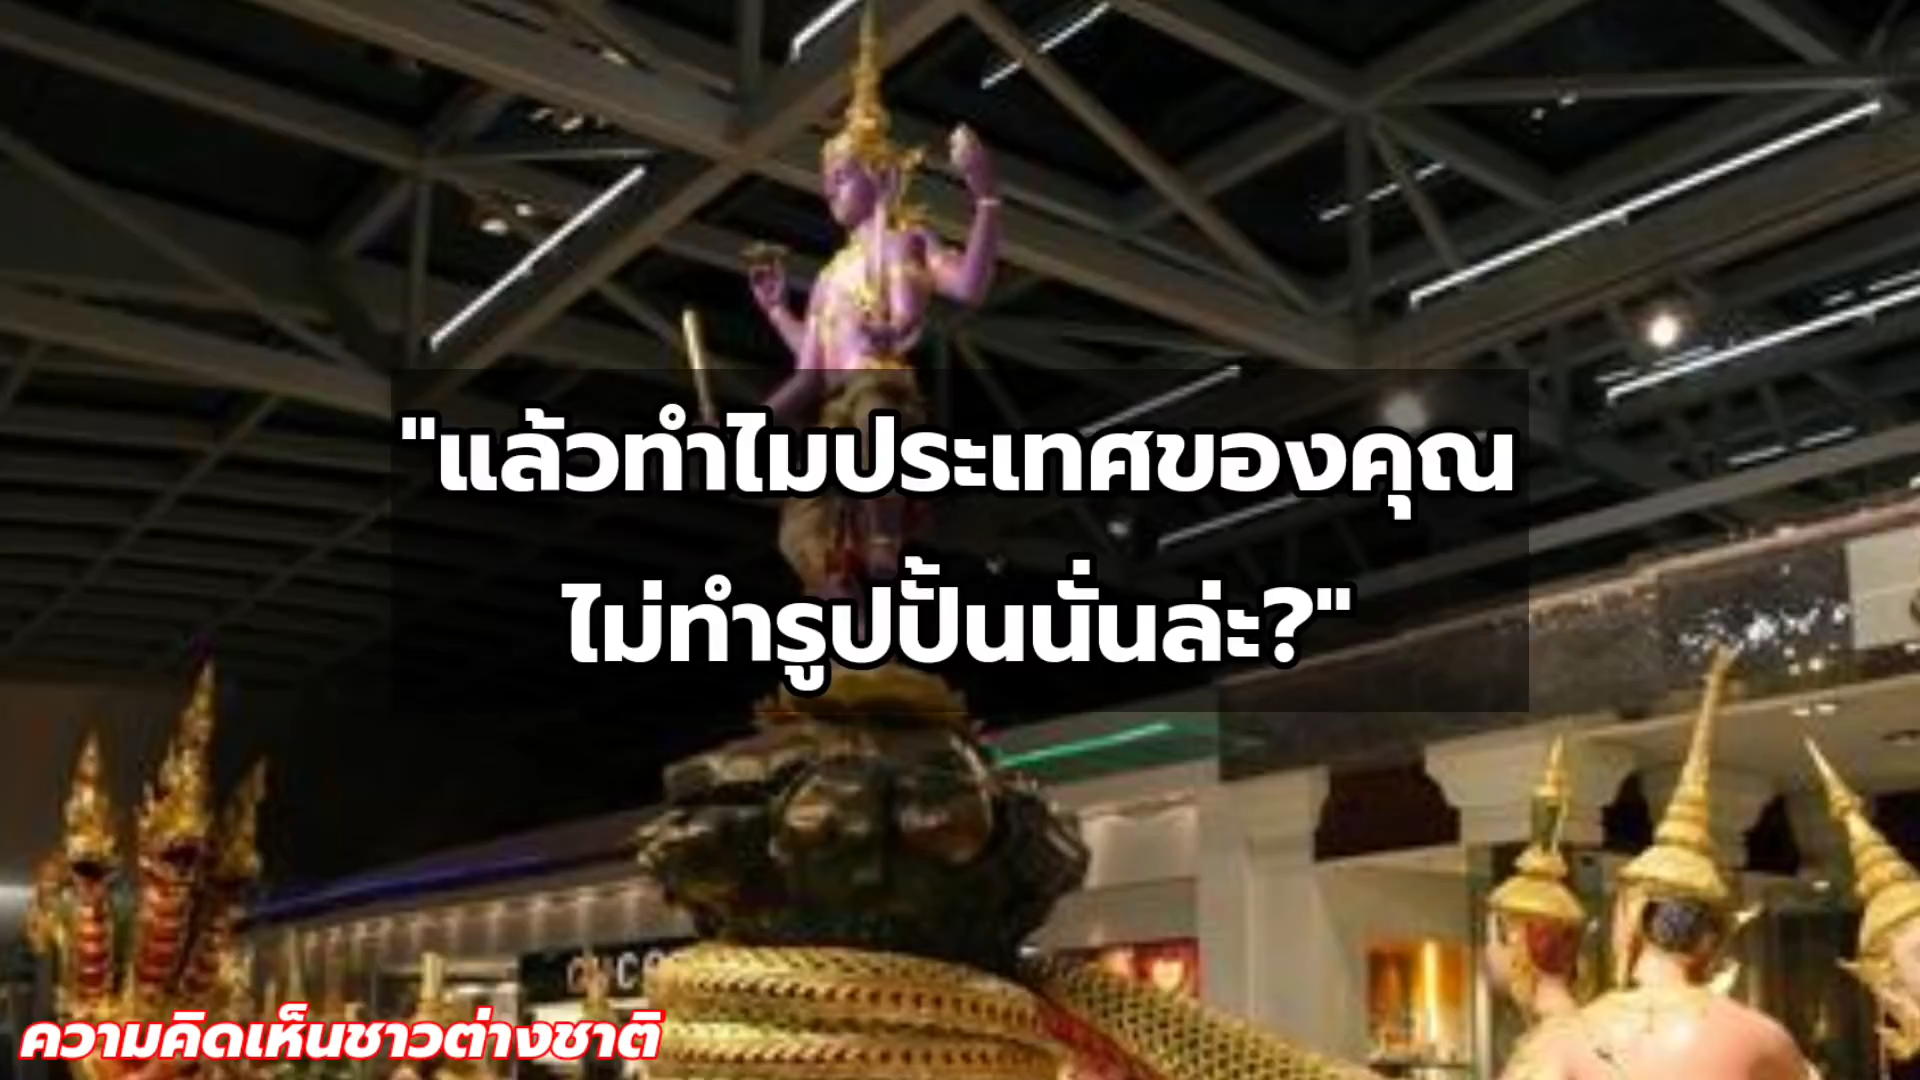 "แล้วทำไมประเทศของคุณ
ไม่ทำรูปปั้นนั่นล่ะ?"
ความคิดเห็นชาวต่างชาติ